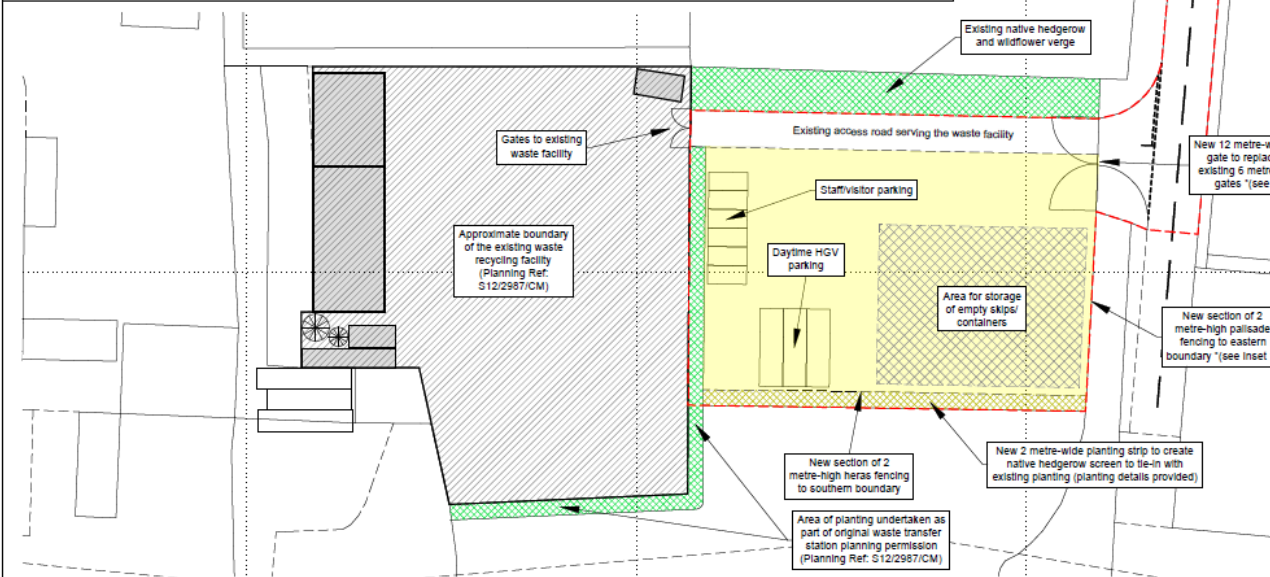 Existing native hedgerow
and wildflower verge
Existing access road serving the waste facility
Gates to existing
waste facility
New 12 metre-w
gate to replac
existing 6 metre
gates *(see
Staff/visitor parking
Approximate boundary
of the existing waste
recycling facility
(Planning Ref:
S12/2987/CM)
Daytime HGV
parking
Area for storage
of empty skips/
containers
New section of 2
metre-high palisade
fencing to eastern
boundary *(see inset
New section of 2
metre-high heras fencing
to southern boundary
New 2 metre-wide planting strip to create
native hedgerow screen to tie-in with
existing planting (planting details provided)
Area of planting undertaken as
part of original waste transfer
station planning permission
(Planning Ref: S12/2987/CM)